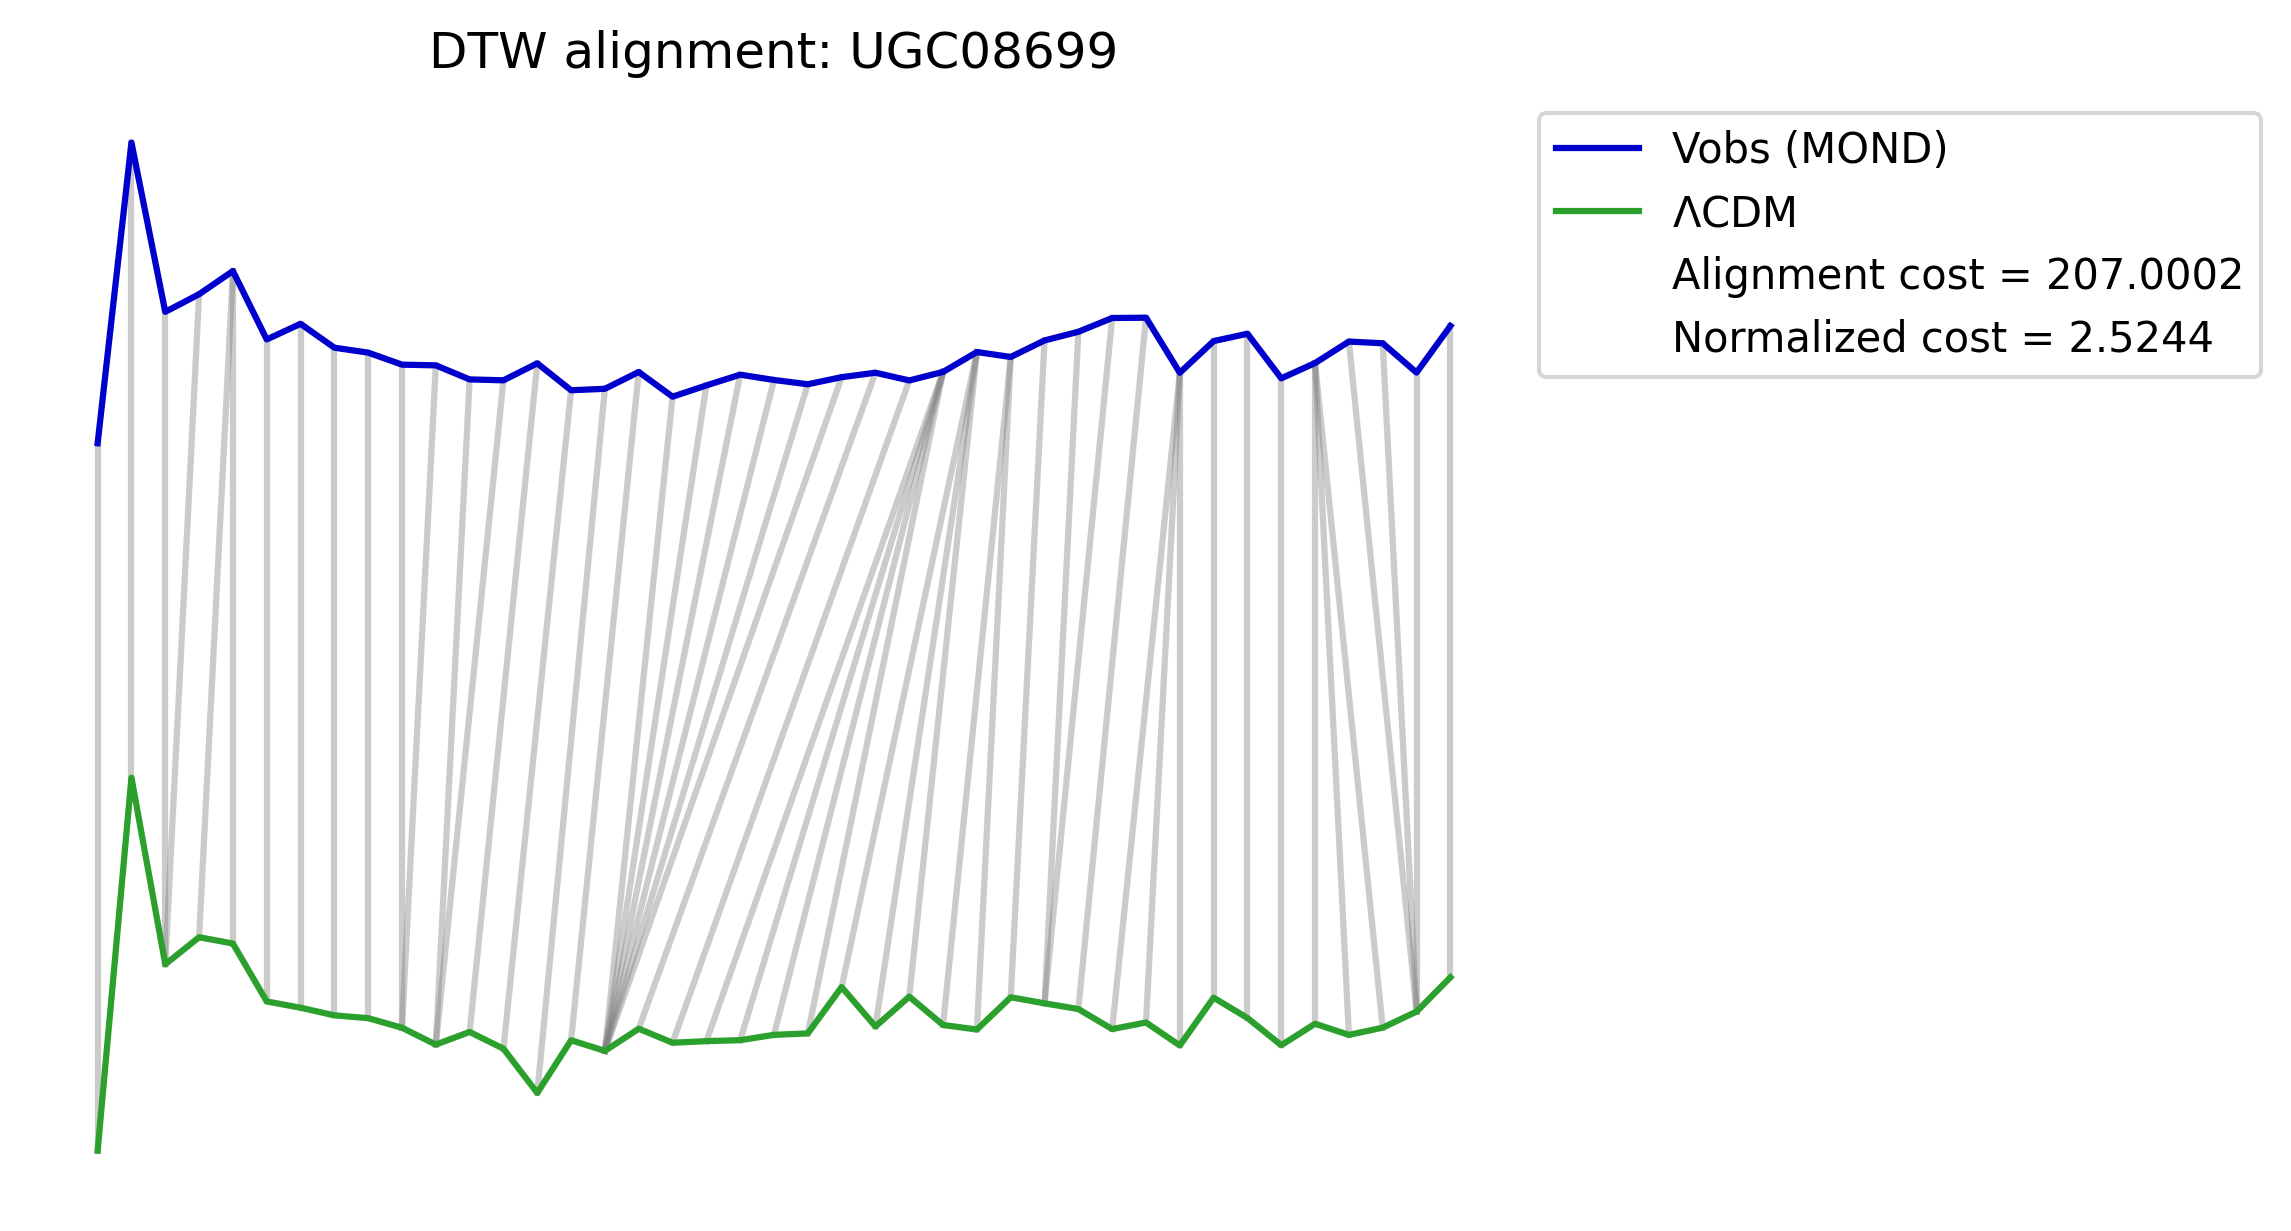 DTW alignment: UGC08699
Vobs (MOND)
ΛCDM
Alignment cost = 207.0002
Normalized cost = 2.5244